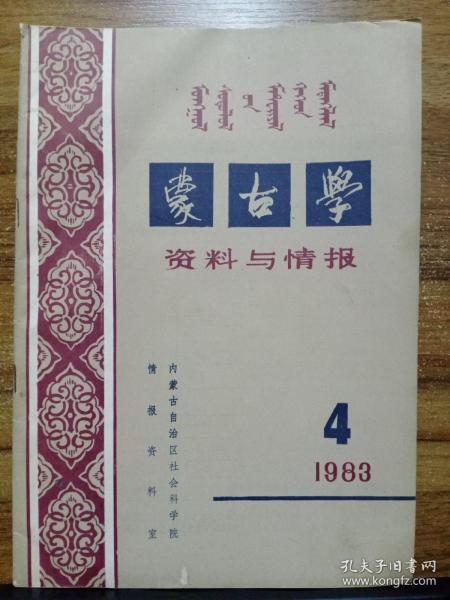 蒙古學
资料与情报
内蒙古自治区社会科学院
情报资料室
4
1983
孔夫子旧书网
www.kongfz.com